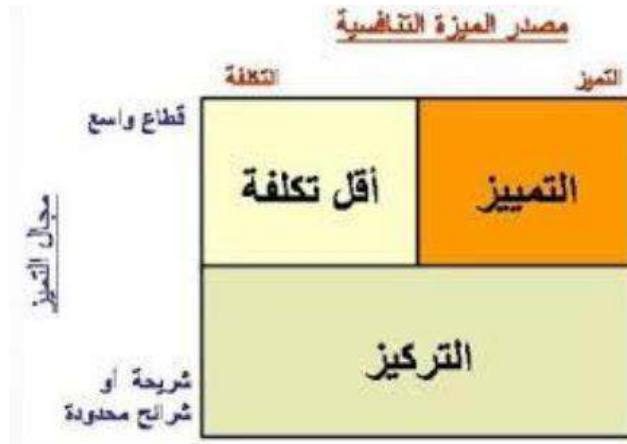 مصدر الميزة التنافسية
التميز
التكلفة
قطاع واسع
التمييز
أقل تكلفة
مجال التميز
التركيز
شريحة أو
شرائح محدودة